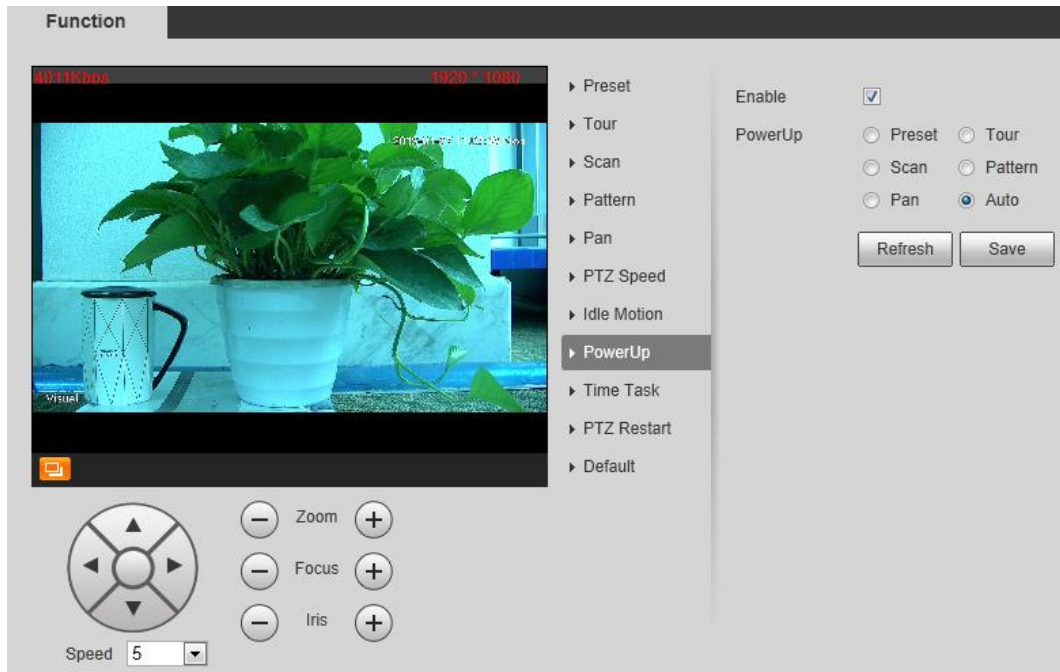 Function
4011Kbps 1920 * 1080
Visuel
Preset
Tour
Scan
Pattern
Pan
PTZ Speed
Idle Motion
PowerUp
Time Task
PTZ Restart
Default
Enable
PowerUp Preset Tour
Scan Pattern
Pan Auto
Refresh Save
Zoom
Focus
Iris
Speed 5